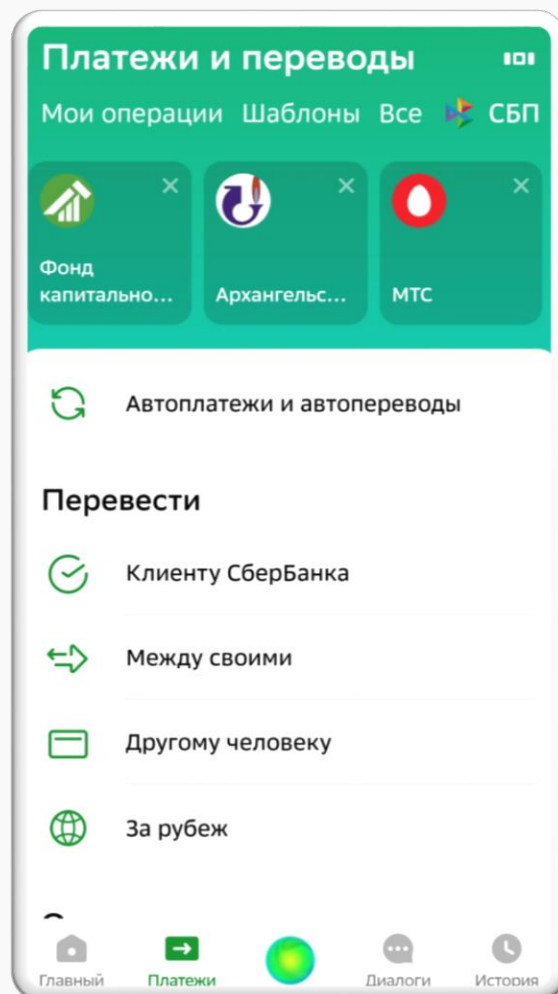 Платежи и переводы
Мои операции Шаблоны Все СБП
Фонд
капитально... Архангельс... МТС
Автоплатежи и автопереводы
Перевести
Клиенту СберБанка
Между своими
Другому человеку
За рубеж
Главный Платежи Диалоги История